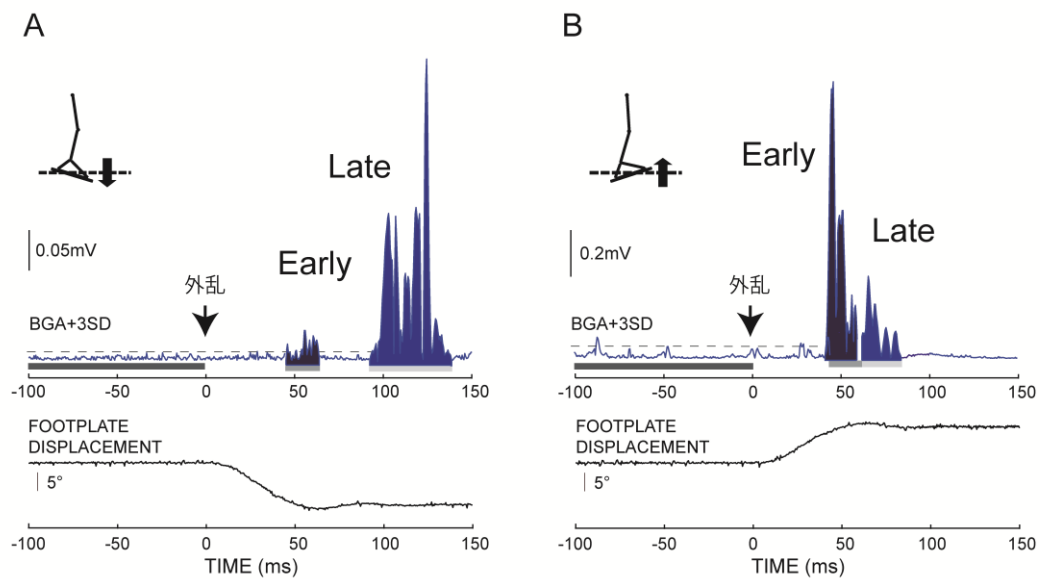 A
Late
0.05mV
Early
外乱
BGA+3SD
-100 -50 0 50 100 150
FOOTPLATE
DISPLACEMENT
5°
-100 -50 0 50 100 150
TIME (ms)
B
Early
0.2mV
Late
外乱
BGA+3SD
-100 -50 0 50 100 150
FOOTPLATE
DISPLACEMENT
5°
-100 -50 0 50 100 150
TIME (ms)